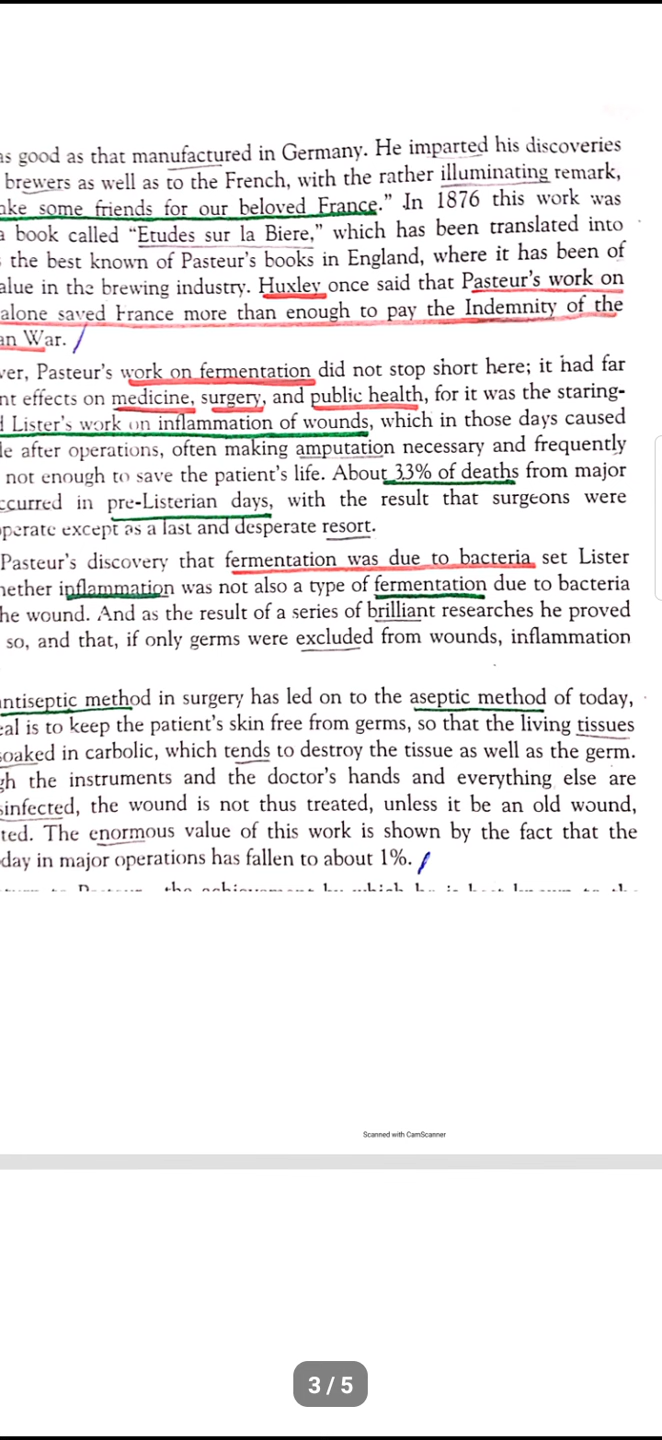 as good as that manufactured in Germany. He imparted his discoveries
brewers as well as to the French, with the rather illuminating remark,
ake some friends for our beloved France.” In 1876 this work was
a book called “Etudes sur la Biere,” which has been translated into
the best known of Pasteur's books in England, where it has been of
alue in the brewing industry. Huxley once said that Pasteur's work on
alone saved France more than enough to pay the Indemnity of the
an War.
ver, Pasteur's work on fermentation did not stop short here; it had far
nt effects on medicine, surgery, and public health, for it was the staring-
d Lister's work on inflammation of wounds, which in those days caused
le after operations, often making amputation necessary and frequently
not enough to save the patient's life. About 33% of deaths from major
ccurred in pre-Listerian days, with the result that surgeons were
operate except as a last and desperate resort.
Pasteur's discovery that fermentation was due to bacteria set Lister
hether inflammation was not also a type of fermentation due to bacteria
he wound. And as the result of a series of brilliant researches he proved
so, and that, if only germs were excluded from wounds, inflammation
ntiseptic method in surgery has led on to the aseptic method of today,
eal is to keep the patient's skin free from germs, so that the living tissues
soaked in carbolic, which tends to destroy the tissue as well as the germ.
gh the instruments and the doctor's hands and everything else are
sinfected, the wound is not thus treated, unless it be an old wound,
ted. The enormous value of this work is shown by the fact that the
day in major operations has fallen to about 1%.
Scanned with CamScanner
3 / 5